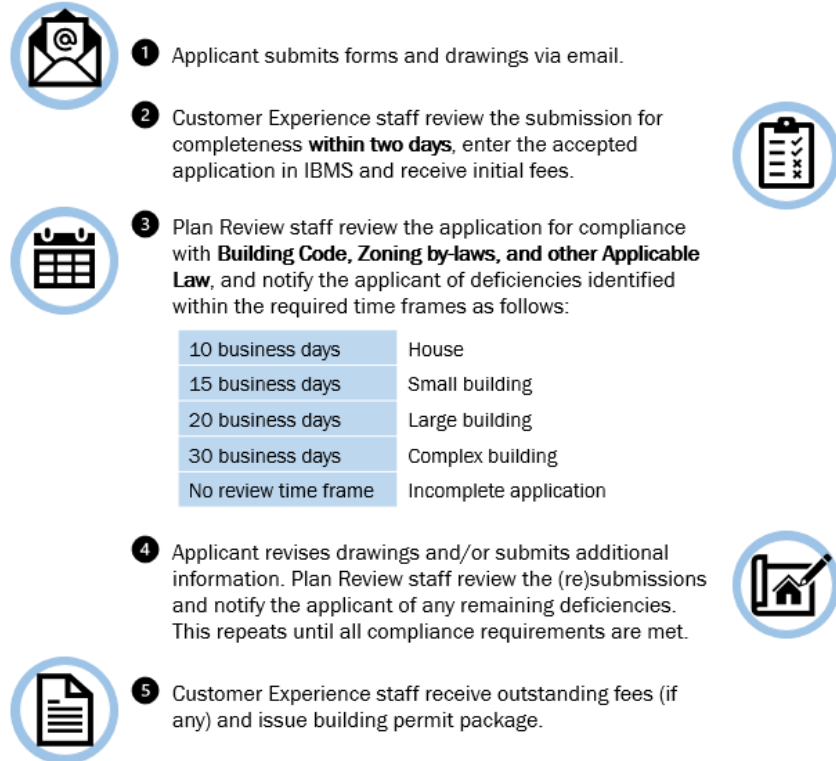 @
1 Applicant submits forms and drawings via email.
2 Customer Experience staff review the submission for
completeness within two days, enter the accepted
application in IBMS and receive initial fees.
3 Plan Review staff review the application for compliance
with Building Code, Zoning by-laws, and other Applicable
Law, and notify the applicant of deficiencies identified
within the required time frames as follows:
10 business days House
15 business days Small building
20 business days Large building
30 business days Complex building
No review time frame Incomplete application
4 Applicant revises drawings and/or submits additional
information. Plan Review staff review the (re)submissions
and notify the applicant of any remaining deficiencies.
This repeats until all compliance requirements are met.
5 Customer Experience staff receive outstanding fees (if
any) and issue building permit package.